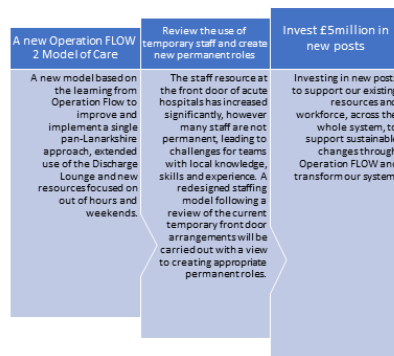 A new Operation FLOW
2 Model of Care
A new model based on
the learning from
Operation Flow to
improve and
implement a single
pan-Lanarkshire
approach, extended
use of the Discharge
Lounge and new
resources focused on
out of hours and
weekends.
Review the use of
temporary staff and create
new permanent roles
The staff resource at
the front door of acute
hospitals has increased
significantly, however
many staff are not
permanent, leading to
challenges for teams
with local knowledge,
skills and experience. A
redesigned staffing
model following a
review of the current
temporary front door
arrangements will be
carried out with a view
to creating appropriate
permanent roles.
Invest £5million in
new posts
Investing in new post
to support our existing
resources and
workforce, across the
whole system, to
support sustainable
changes through
Operation FLOW and
transform our system